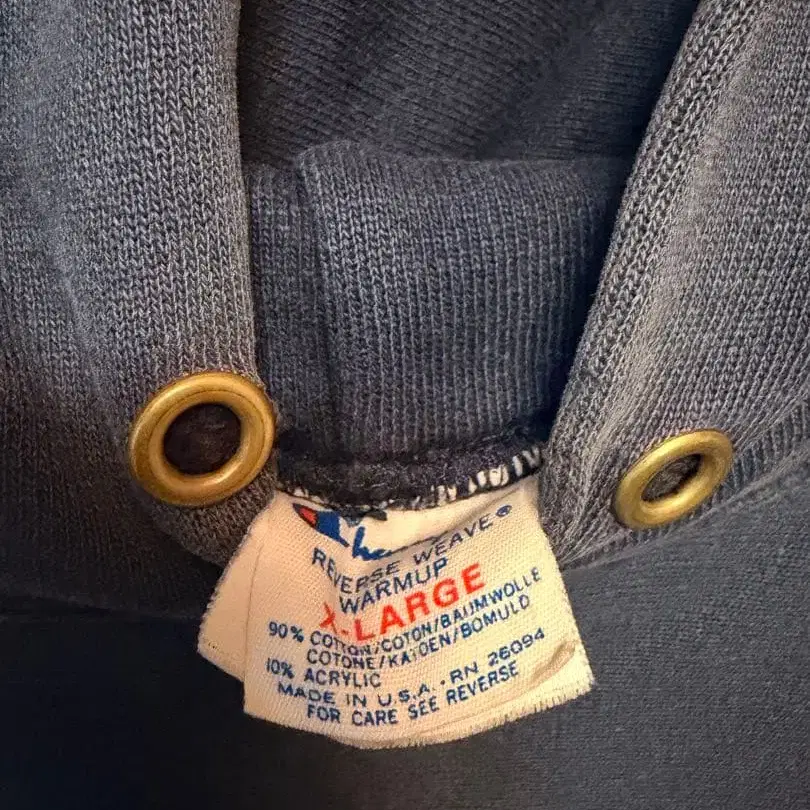 REVERSE WEAVE®
WARMUP
X-LARGE
90% COTTON/COTON/BAUMWOLLE
COTONE/KATOEN/BOMULD
10% ACRYLIC
MADE IN U.S.A. · RN 26094
FOR CARE SEE REVERSE